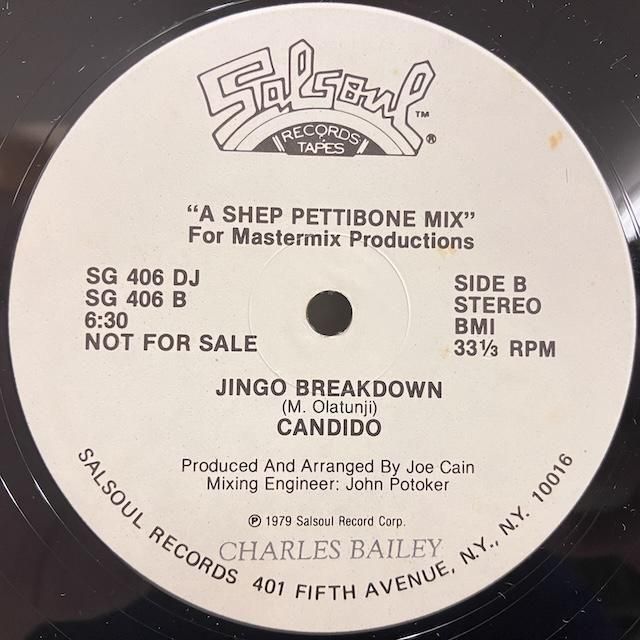 Salsoul™
RECORDS
& TAPES
®
"A SHEP PETTIBONE MIX"
For Mastermix Productions
SG 406 DJ
SG 406 B
6:30
NOT FOR SALE
SIDE B
STEREO
BMI
33⅓ RPM
JINGO BREAKDOWN
(M. Olatunji)
CANDIDO
Produced And Arranged By Joe Cain
Mixing Engineer: John Potoker
℗ 1979 Salsoul Record Corp.
CHARLES BAILEY
SALSOUL RECORDS 401 FIFTH AVENUE, N.Y., N.Y. 10016